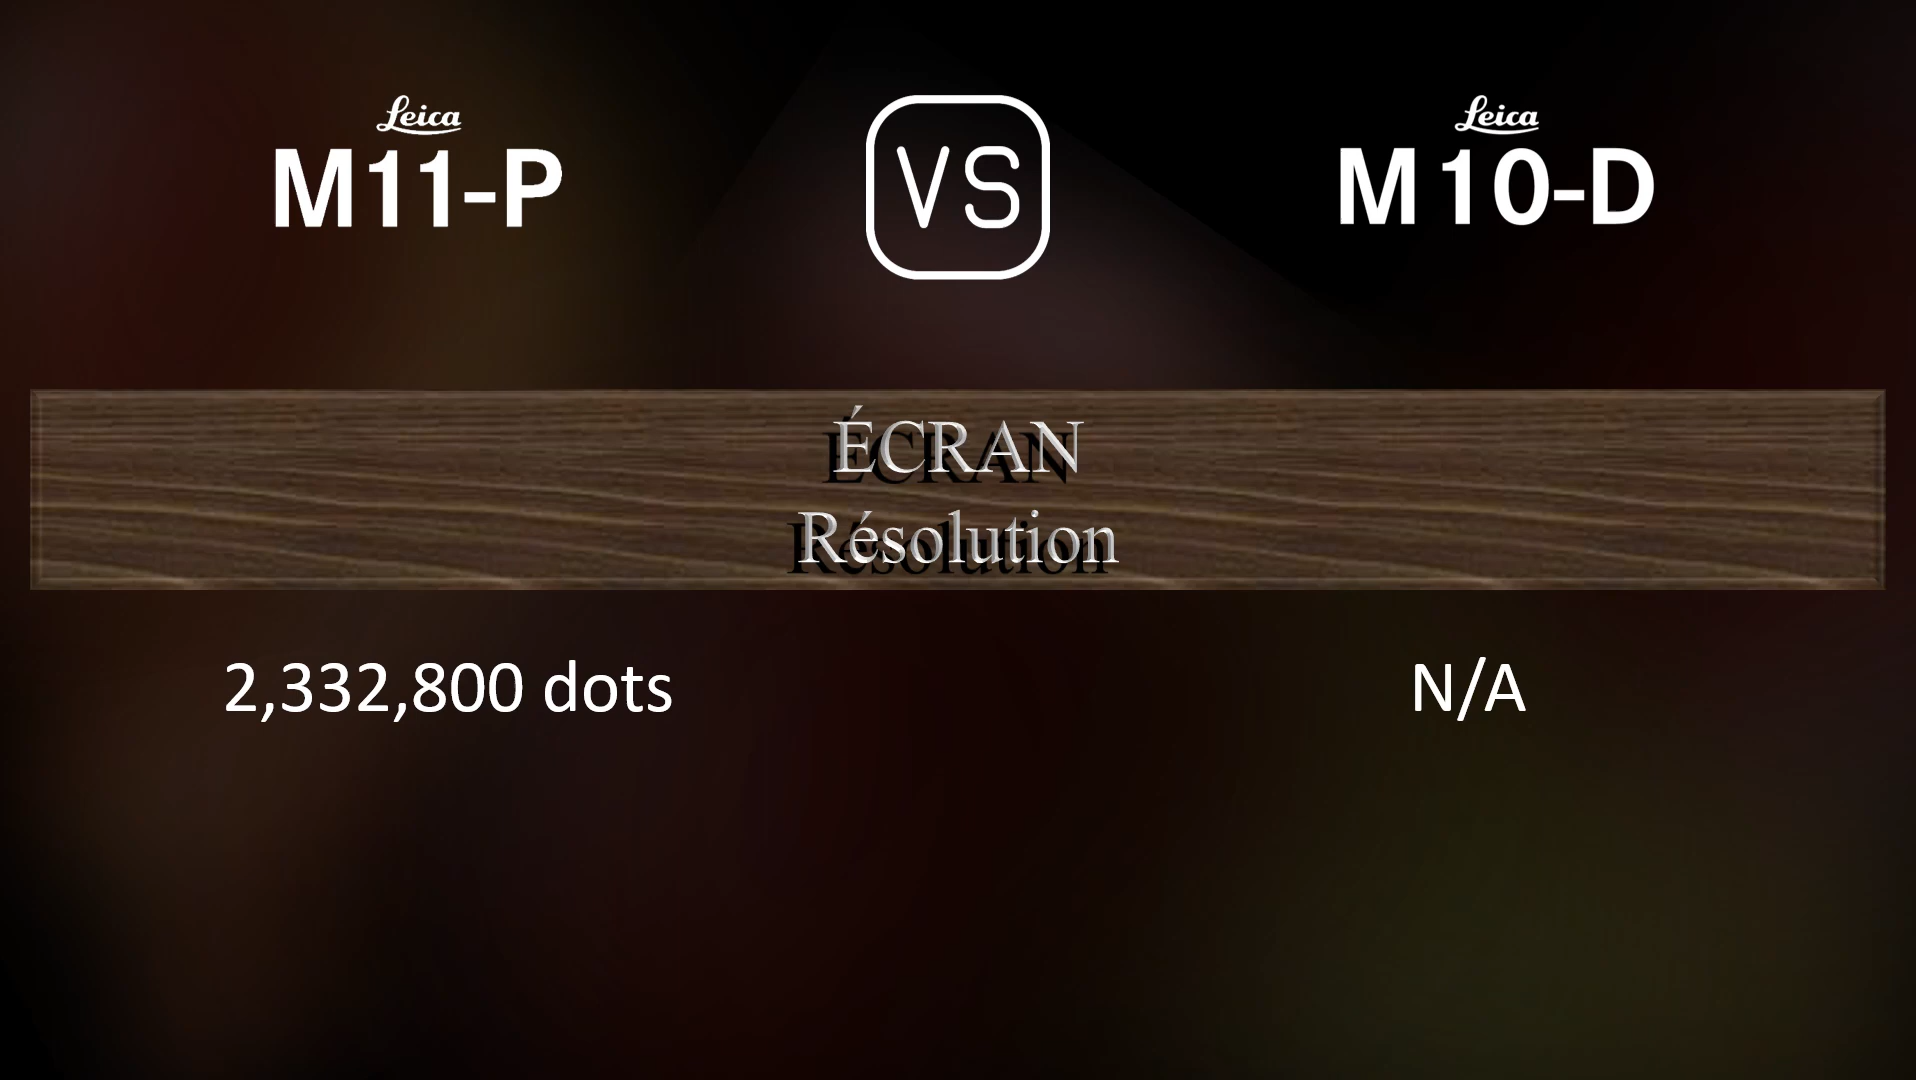 Leica
M11-P
VS
Leica
M10-D
ÉCRAN
Résolution
2,332,800 dots
N/A